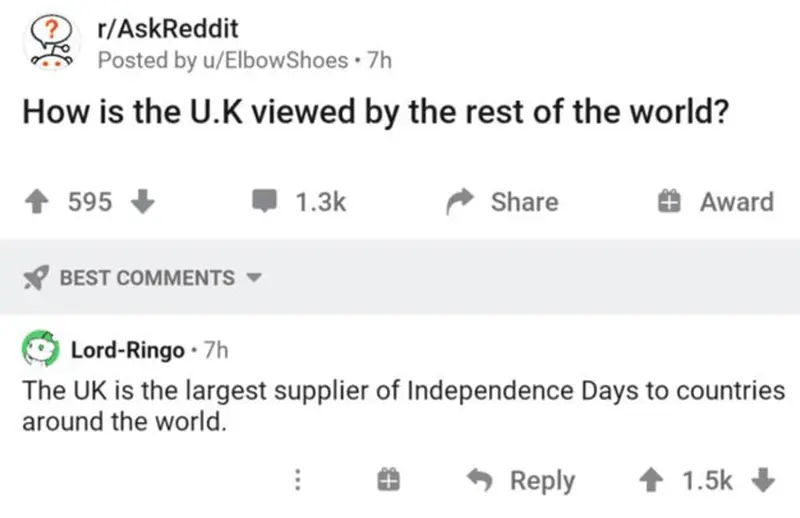 r/AskReddit
Posted by u/ElbowShoes • 7h
How is the U.K viewed by the rest of the world?
595 1.3k Share Award
BEST COMMENTS
Lord-Ringo • 7h
The UK is the largest supplier of Independence Days to countries
around the world.
Reply 1.5k